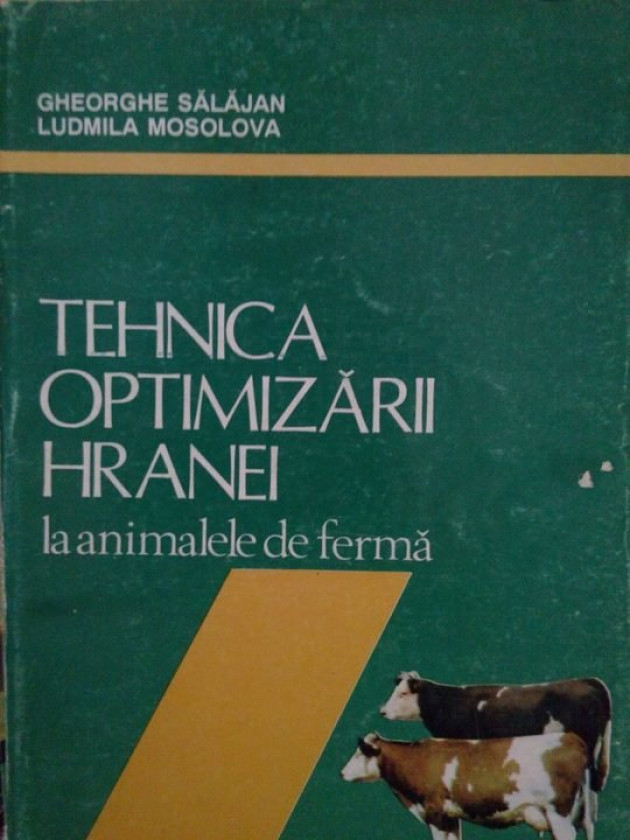 GHEORGHE SĂLĂJAN
LUDMILA MOSOLOVA
TEHNICA
OPTIMIZĂRII
HRANEI
la animalele de fermă